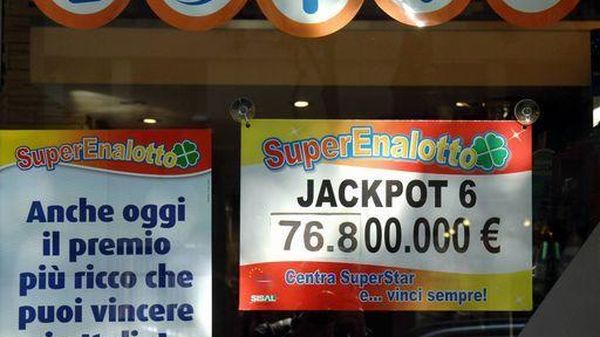 SuperEnalotto
Anche oggi
il premio
più ricco che
puoi vincere
SuperEnalotto
JACKPOT 6
76.800.000 €
Centra SuperStar
e... vinci sempre!
SISAL